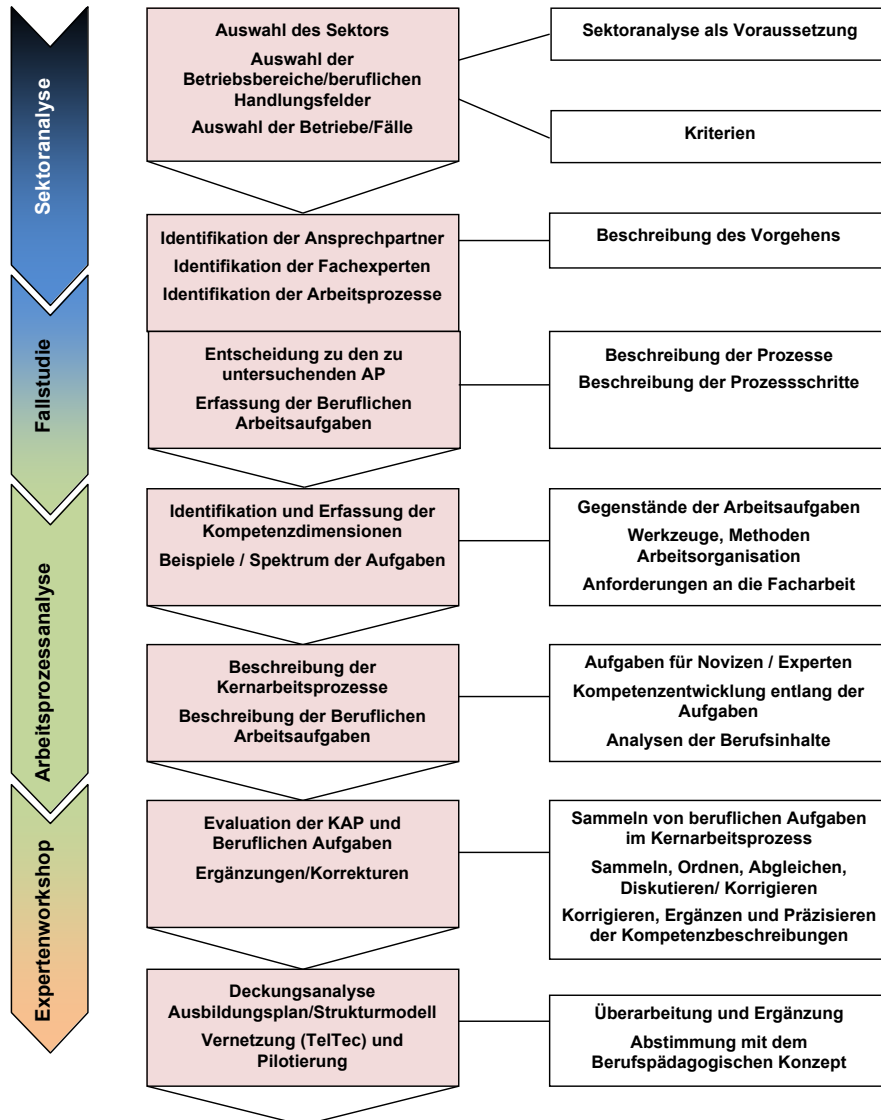 Sektoranalyse
Auswahl des Sektors
Auswahl der
Betriebsbereiche/beruflichen
Handlungsfelder
Auswahl der Betriebe/Fälle
Sektoranalyse als Voraussetzung
Kriterien
Identifikation der Ansprechpartner
Identifikation der Fachexperten
Identifikation der Arbeitsprozesse
Beschreibung des Vorgehens
Fallstudie
Entscheidung zu den zu
untersuchenden AP
Erfassung der Beruflichen
Arbeitsaufgaben
Beschreibung der Prozesse
Beschreibung der Prozessschritte
Arbeitsprozessanalyse
Identifikation und Erfassung der
Kompetenzdimensionen
Beispiele / Spektrum der Aufgaben
Gegenstände der Arbeitsaufgaben
Werkzeuge, Methoden
Arbeitsorganisation
Anforderungen an die Facharbeit
Beschreibung der
Kernarbeitsprozesse
Beschreibung der Beruflichen
Arbeitsaufgaben
Aufgaben für Novizen / Experten
Kompetenzentwicklung entlang der
Aufgaben
Analysen der Berufsinhalte
Expertenworkshop
Evaluation der KAP und
Beruflichen Aufgaben
Ergänzungen/Korrekturen
Sammeln von beruflichen Aufgaben
im Kernarbeitsprozess
Sammeln, Ordnen, Abgleichen,
Diskutieren/ Korrigieren
Korrigieren, Ergänzen und Präzisieren
der Kompetenzbeschreibungen
Deckungsanalyse
Ausbildungsplan/Strukturmodell
Vernetzung (TelTec) und
Pilotierung
Überarbeitung und Ergänzung
Abstimmung mit dem
Berufspädagogischen Konzept